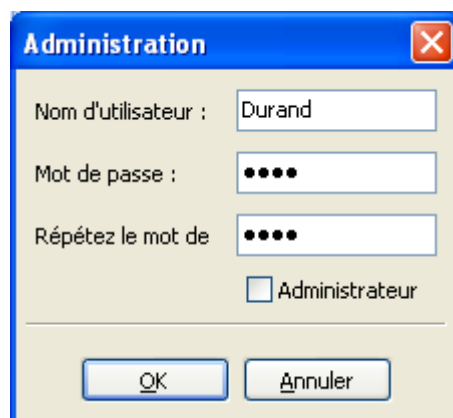 Administration
Nom d'utilisateur : Durand
Mot de passe : ●●●●
Répétez le mot de ●●●●
Administrateur
OK Annuler